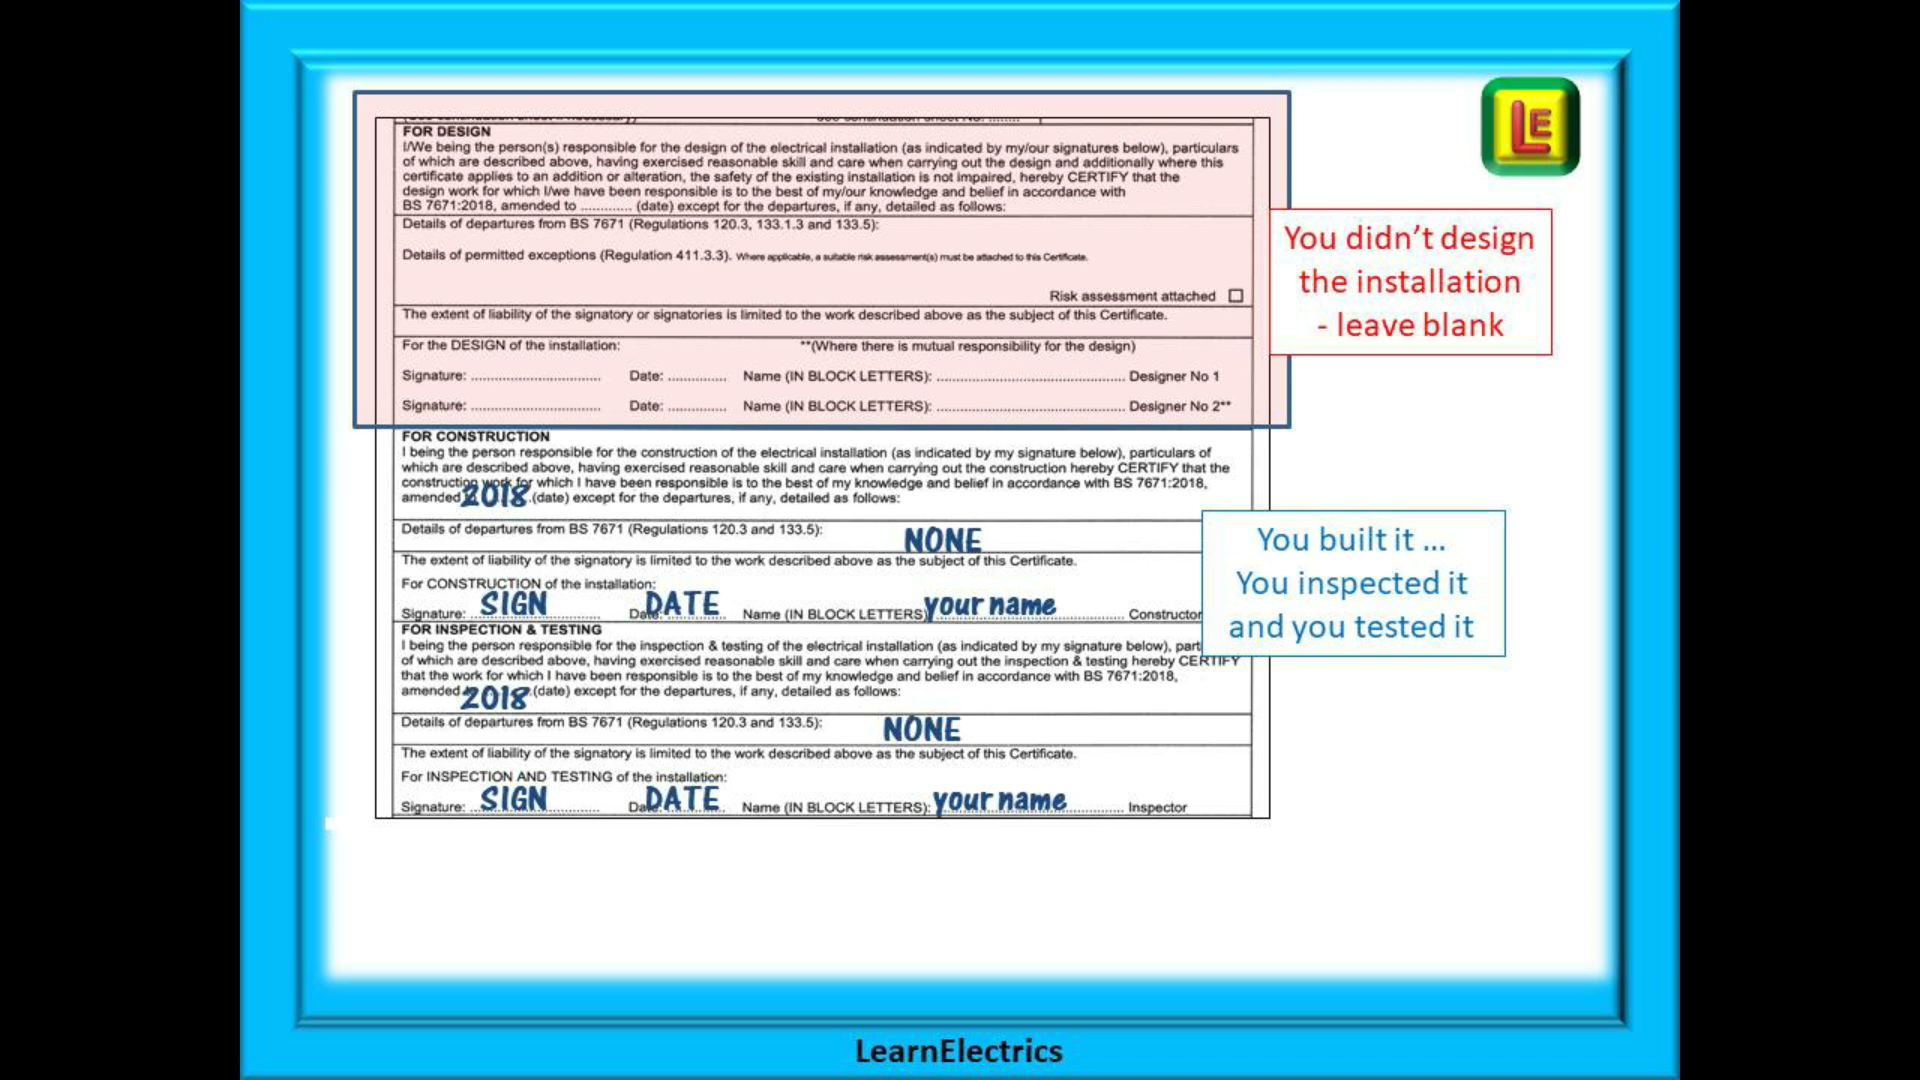 FOR DESIGN
I/We being the person(s) responsible for the design of the electrical installation (as indicated by my/our signatures below), particulars
of which are described above, having exercised reasonable skill and care when carrying out the design and additionally where this
certificate applies to an addition or alteration, the safety of the existing installation is not impaired, hereby CERTIFY that the
design work for which I/we have been responsible is to the best of my/our knowledge and belief in accordance with
BS 7671:2018, amended to ............. (date) except for the departures, if any, detailed as follows:
Details of departures from BS 7671 (Regulations 120.3, 133.1.3 and 133.5):
Details of permitted exceptions (Regulation 411.3.3). Where applicable, a suitable risk assessment(s) must be attached to this Certificate.
Risk assessment attached
The extent of liability of the signatory or signatories is limited to the work described above as the subject of this Certificate.
For the DESIGN of the installation: **(Where there is mutual responsibility for the design)
Signature: ................................. Date: ............... Name (IN BLOCK LETTERS): ................................................ Designer No 1
Signature: ................................. Date: ............... Name (IN BLOCK LETTERS): ................................................ Designer No 2**
You didn't design
the installation
- leave blank
FOR CONSTRUCTION
I being the person responsible for the construction of the electrical installation (as indicated by my signature below), particulars of
which are described above, having exercised reasonable skill and care when carrying out the construction hereby CERTIFY that the
construction work for which I have been responsible is to the best of my knowledge and belief in accordance with BS 7671:2018,
amended 2018 (date) except for the departures, if any, detailed as follows:
Details of departures from BS 7671 (Regulations 120.3 and 133.5): NONE
The extent of liability of the signatory is limited to the work described above as the subject of this Certificate.
For CONSTRUCTION of the installation:
Signature: SIGN Date: DATE Name (IN BLOCK LETTERS) your name Constructor
You built it ...
You inspected it
and you tested it
FOR INSPECTION & TESTING
I being the person responsible for the inspection & testing of the electrical installation (as indicated by my signature below), part
of which are described above, having exercised reasonable skill and care when carrying out the inspection & testing hereby CERTIFY
that the work for which I have been responsible is to the best of my knowledge and belief in accordance with BS 7671:2018,
amended 2018 (date) except for the departures, if any, detailed as follows:
Details of departures from BS 7671 (Regulations 120.3 and 133.5): NONE
The extent of liability of the signatory is limited to the work described above as the subject of this Certificate.
For INSPECTION AND TESTING of the installation:
Signature: SIGN Date: DATE Name (IN BLOCK LETTERS): your name Inspector
LE
LearnElectrics